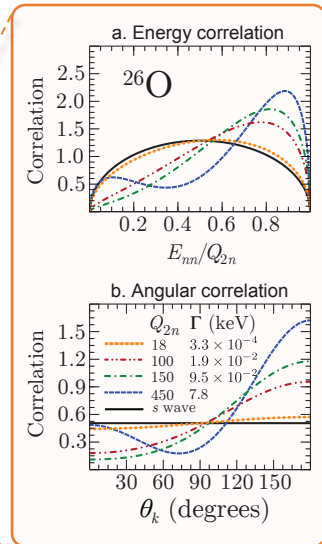 a. Energy correlation
²⁶O
Correlation
2.5
2.0
1.5
1.0
0.5
0.2 0.4 0.6 0.8
Eₙₙ/Q₂ₙ
b. Angular correlation
Correlation
1.5
1.2
0.9
0.6
0.3
Q₂ₙ Γ (keV)
18 3.3 × 10⁻⁴
100 1.9 × 10⁻²
150 9.5 × 10⁻²
450 7.8
s wave
30 60 90 120 150
θₖ (degrees)